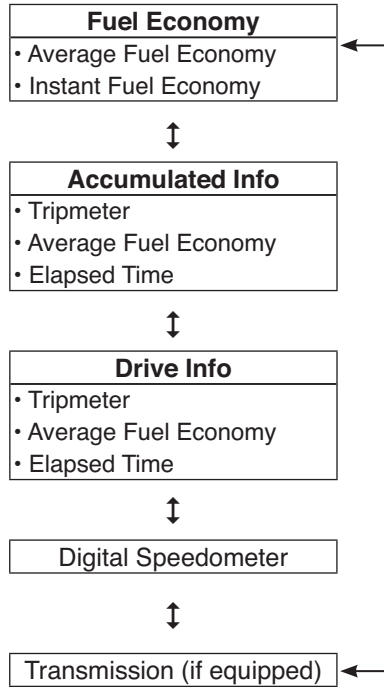 Fuel Economy
• Average Fuel Economy
• Instant Fuel Economy
Accumulated Info
• Tripmeter
• Average Fuel Economy
• Elapsed Time
Drive Info
• Tripmeter
• Average Fuel Economy
• Elapsed Time
Digital Speedometer
Transmission (if equipped)